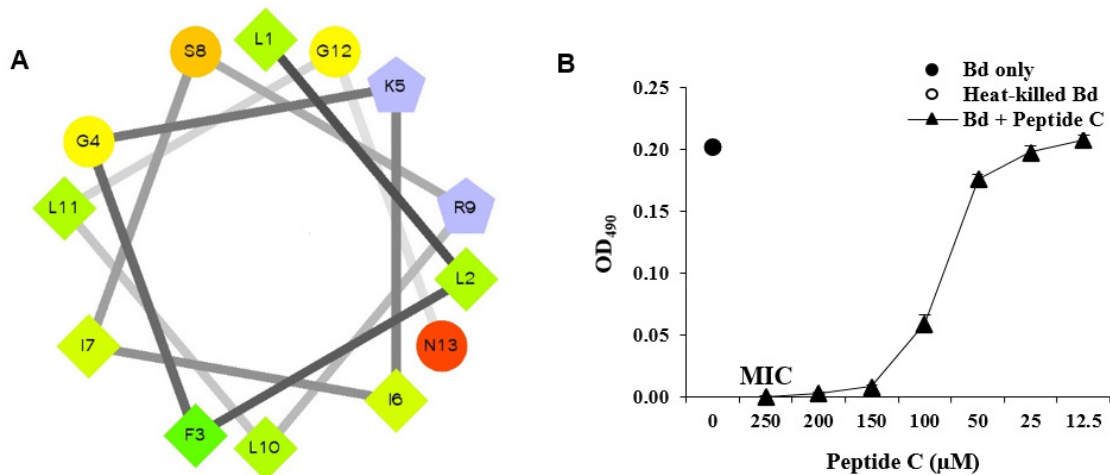 A
L1
S8
G12
K5
G4
L11
R9
L2
I7
N13
I6
F3
L10
B
Bd only
Heat-killed Bd
Bd + Peptide C
0.25
0.20
0.15
0.10
0.05
0.00
OD490
MIC
0 250 200 150 100 50 25 12.5
Peptide C (µM)